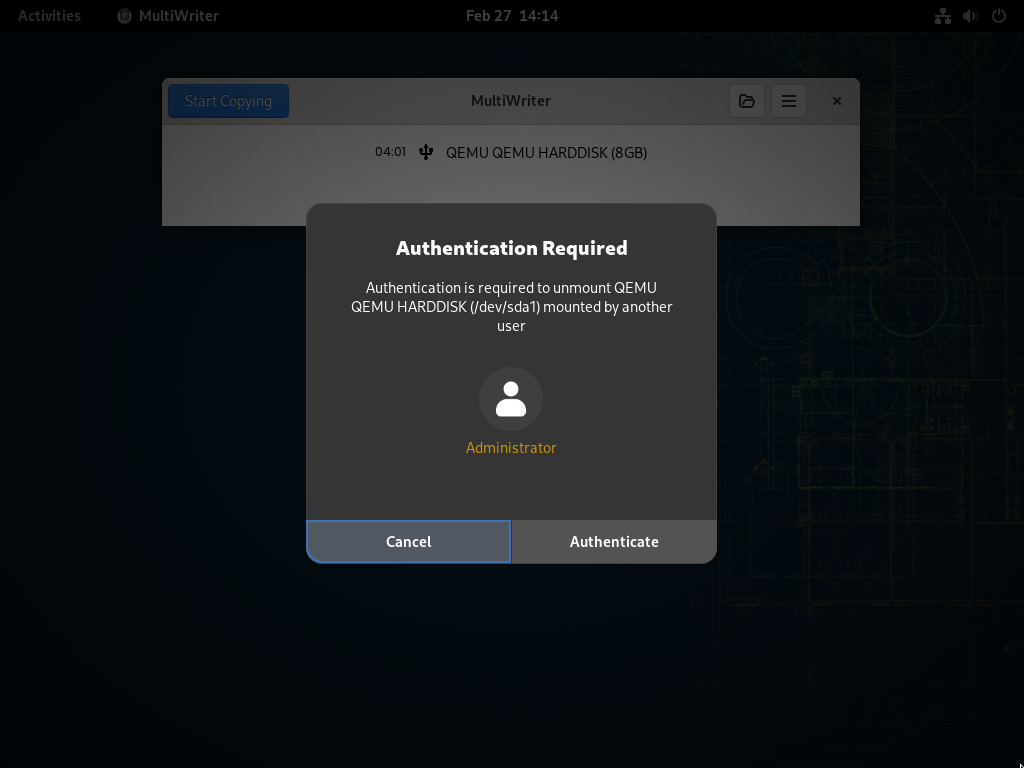 Activities MultiWriter Feb 27 14:14
Start Copying MultiWriter
04:01 QEMU QEMU HARDDISK (8GB)
Authentication Required
Authentication is required to unmount QEMU
QEMU HARDDISK (/dev/sda1) mounted by another
user
Administrator
Cancel Authenticate